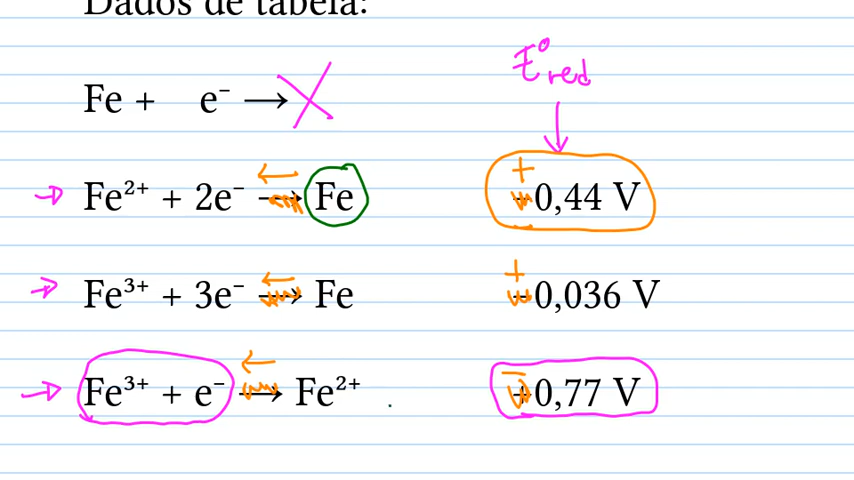 Dados de tabela:
E°red
Fe + e⁻ →
Fe²⁺ + 2e⁻ → Fe -0,44 V
Fe³⁺ + 3e⁻ → Fe -0,036 V
Fe³⁺ + e⁻ → Fe²⁺ +0,77 V